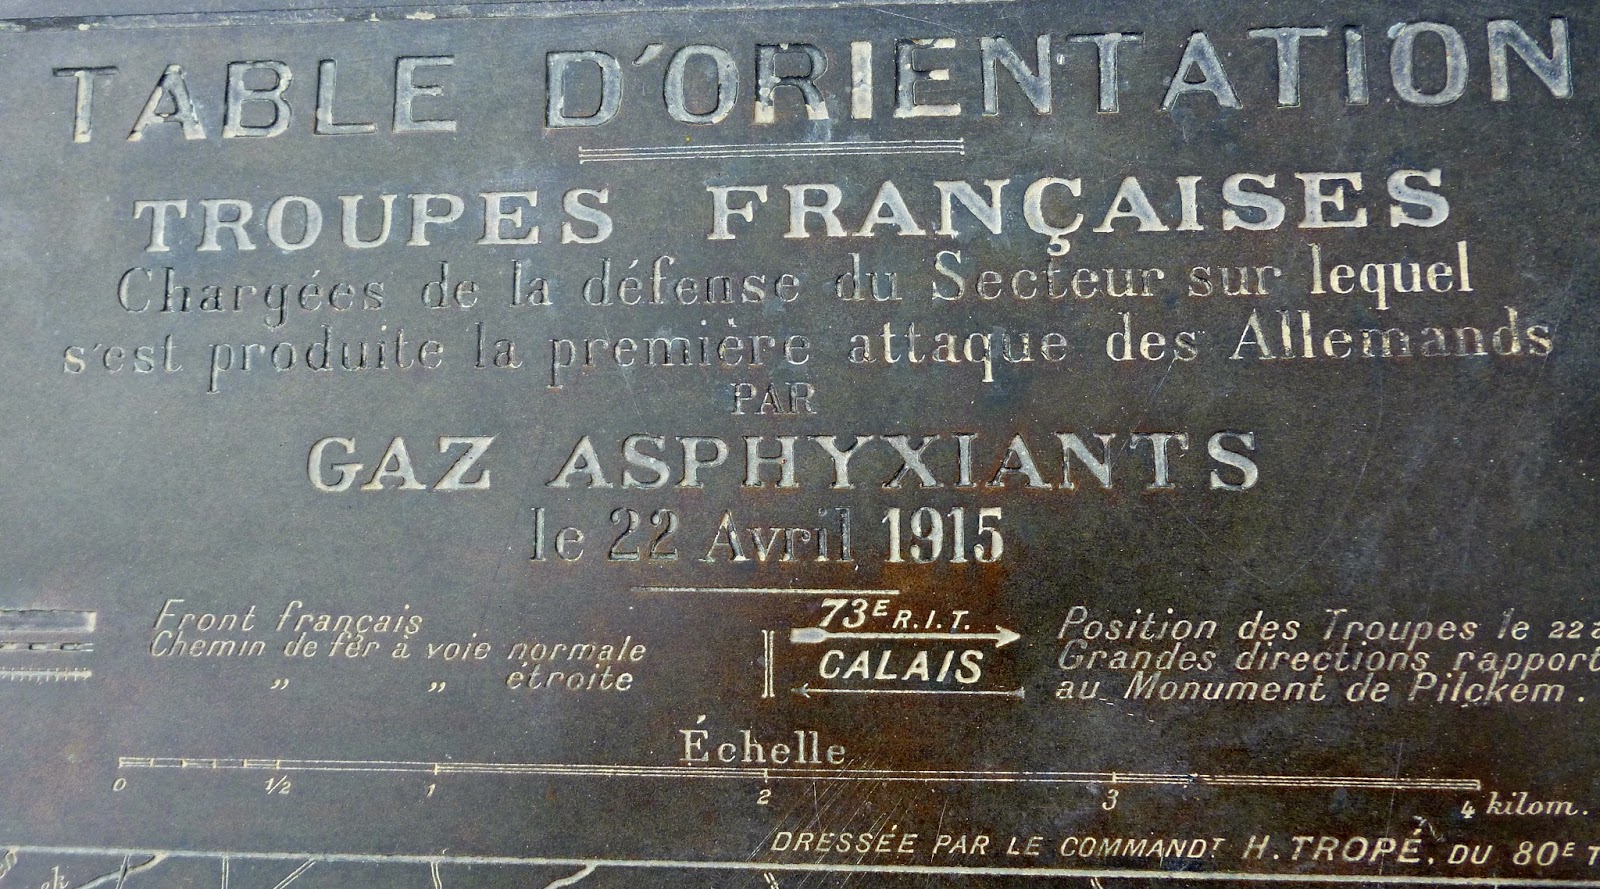 TABLE D'ORIENTATION
TROUPES FRANÇAISES
Chargées de la défense du Secteur sur lequel
s'est produite la première attaque des Allemands
PAR
GAZ ASPHYXIANTS
le 22 Avril 1915
Front français
Chemin de fer à voie normale
„ „ étroite
73E R.I.T.
CALAIS
Position des Troupes le 22
Grandes directions rapport
au Monument de Pilckem.
Échelle
0 1/2 1 2 3 4 kilom.
DRESSÉE PAR LE COMMANDT H. TROPÉ, DU 80E T